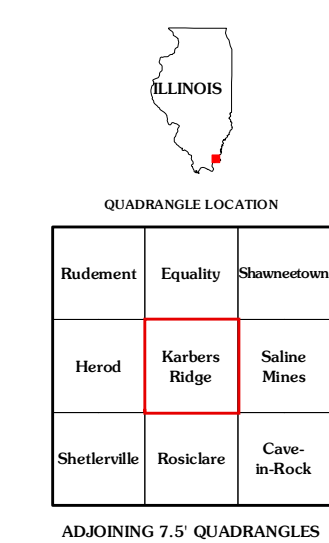 ILLINOIS
QUADRANGLE LOCATION
Rudement
Equality
Shawneetown
Herod
Karbers
Ridge
Saline
Mines
Shetlerville
Rosiclare
Cave-
in-Rock
ADJOINING 7.5' QUADRANGLES